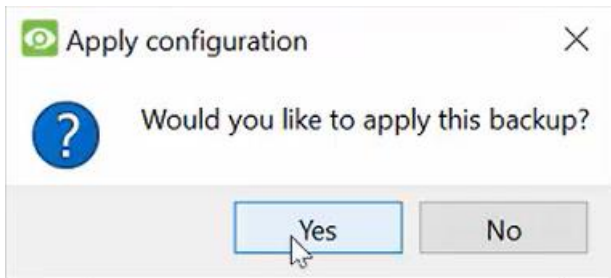 Apply configuration
Would you like to apply this backup?
Yes
No